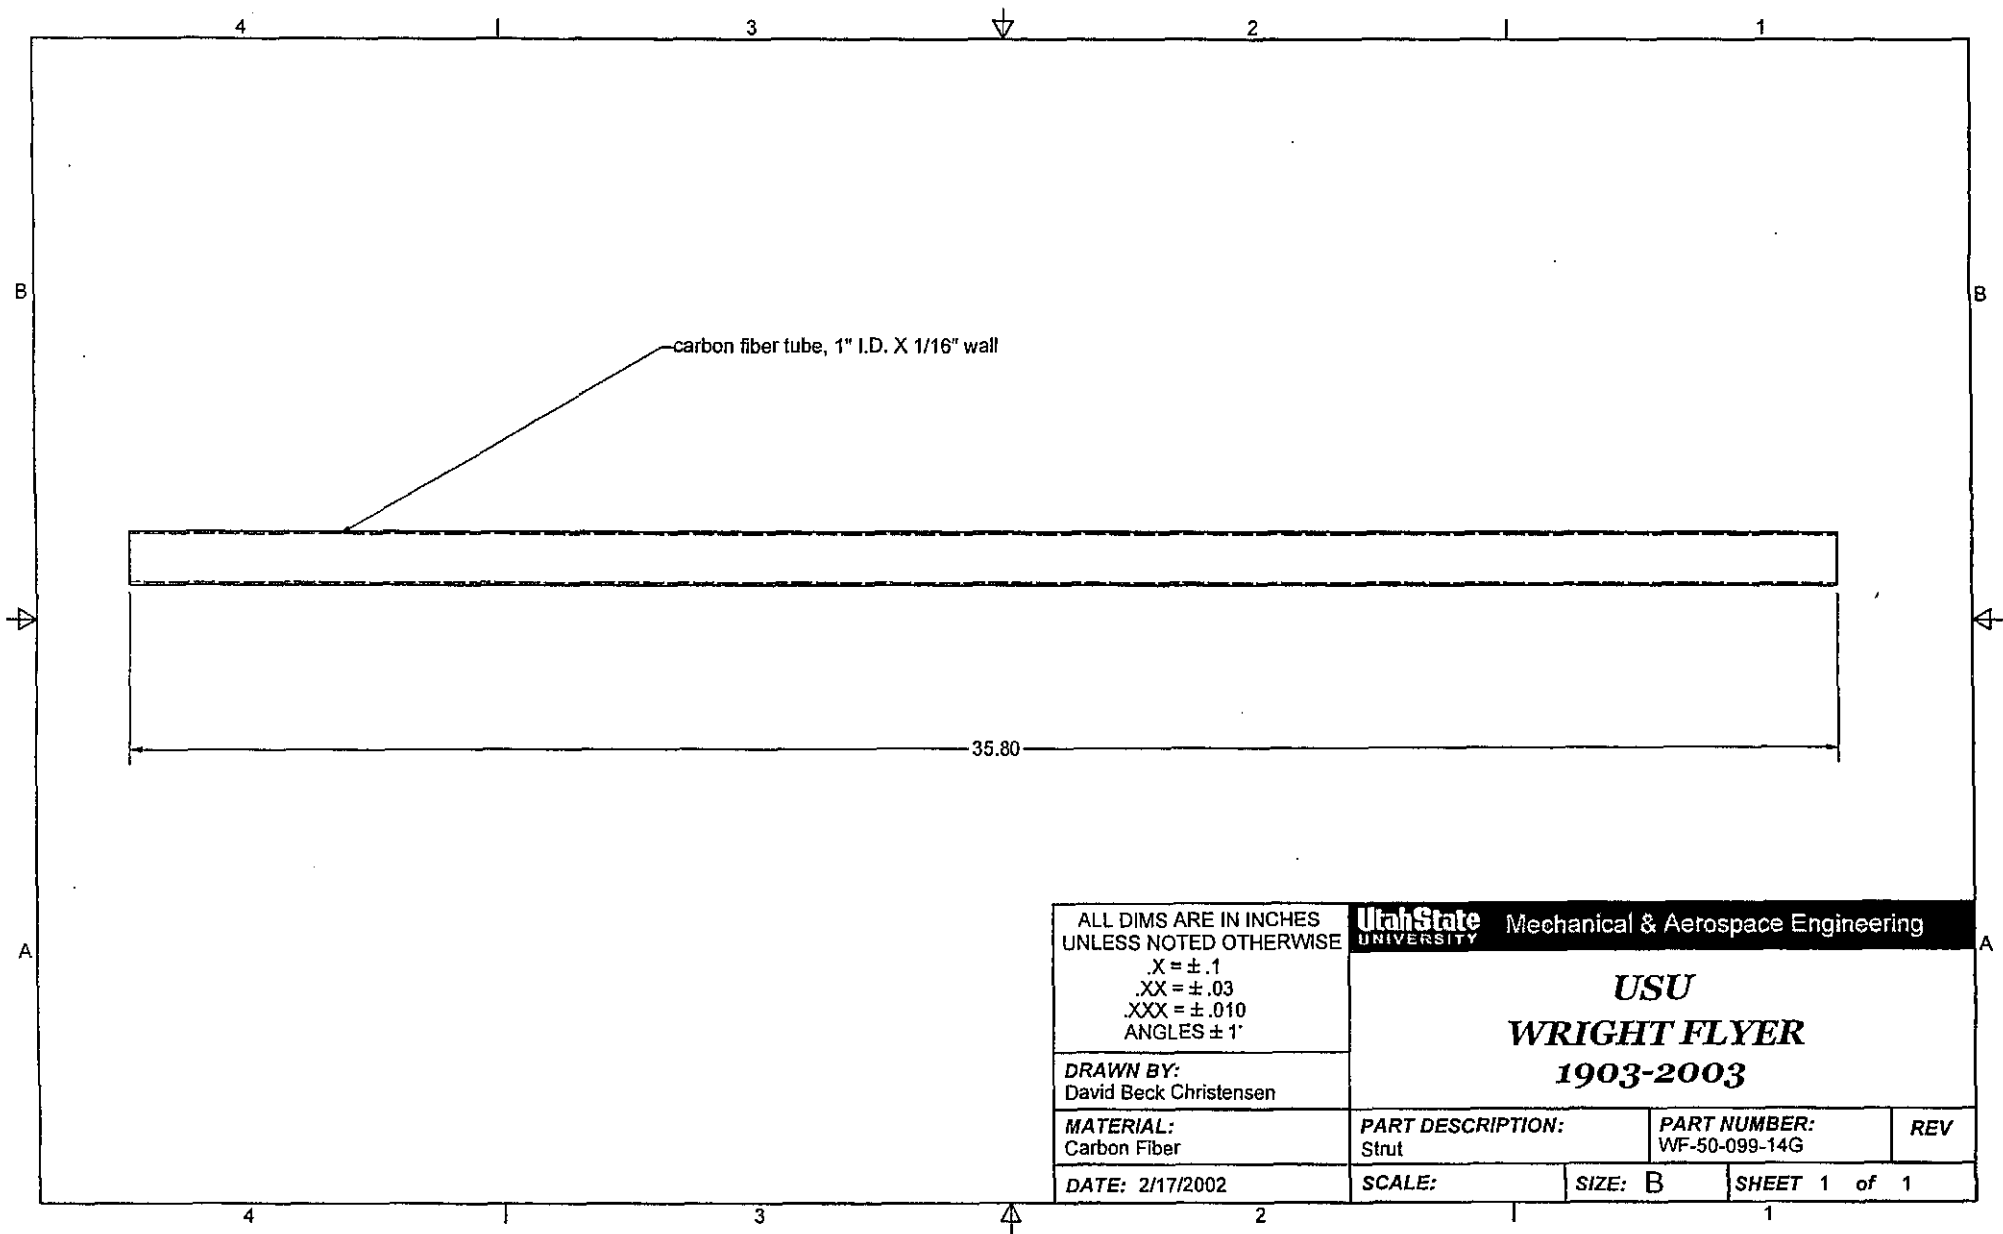 4 3 2 1
B B
carbon fiber tube, 1" I.D. X 1/16" wall
35.80
A A
ALL DIMS ARE IN INCHES
UNLESS NOTED OTHERWISE
.X = ± .1
.XX = ± .03
.XXX = ± .010
ANGLES ± 1°
UtahState
UNIVERSITY
Mechanical & Aerospace Engineering
USU
WRIGHT FLYER
1903-2003
DRAWN BY:
David Beck Christensen
MATERIAL:
Carbon Fiber
PART DESCRIPTION:
Strut
PART NUMBER:
WF-50-099-14G
REV
DATE: 2/17/2002
SCALE:
SIZE: B
SHEET 1 of 1
4 3 2 1